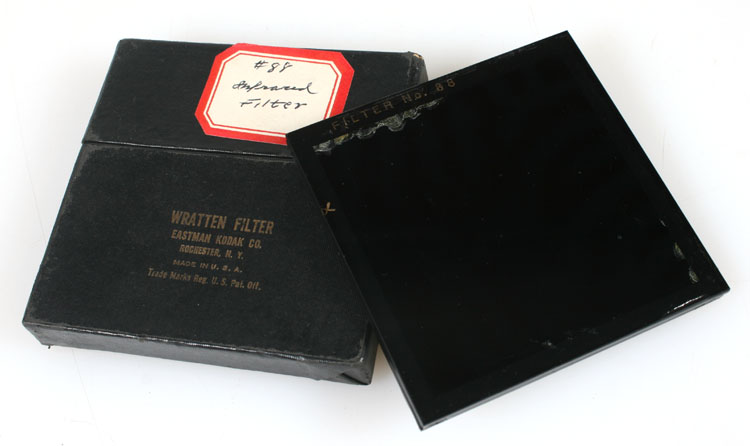 #88
Infrared
Filter
FILTER No. 88
WRATTEN FILTER
EASTMAN KODAK CO.
ROCHESTER, N. Y.
MADE IN U. S. A.
Trade Marks Reg. U. S. Pat. Off.